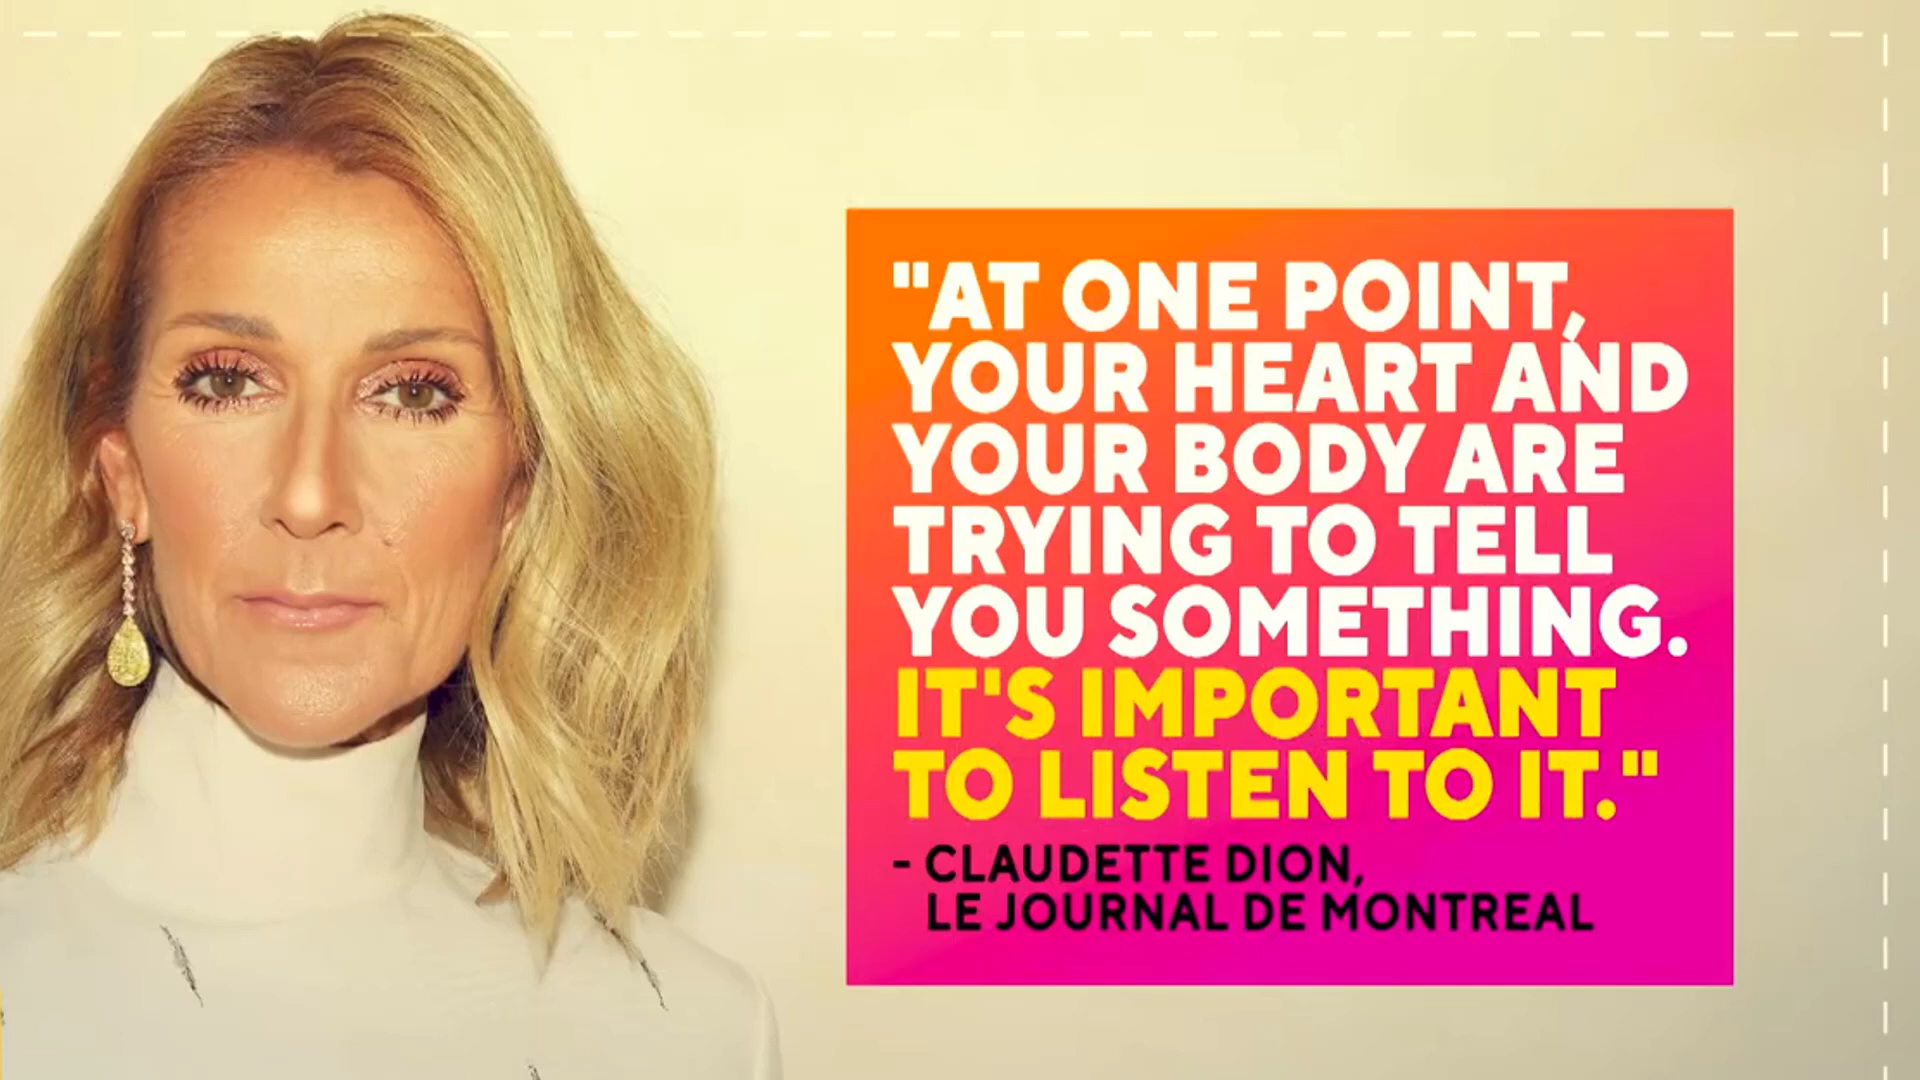 "AT ONE POINT,
YOUR HEART AND
YOUR BODY ARE
TRYING TO TELL
YOU SOMETHING.
IT'S IMPORTANT
TO LISTEN TO IT."
- CLAUDETTE DION,
LE JOURNAL DE MONTREAL